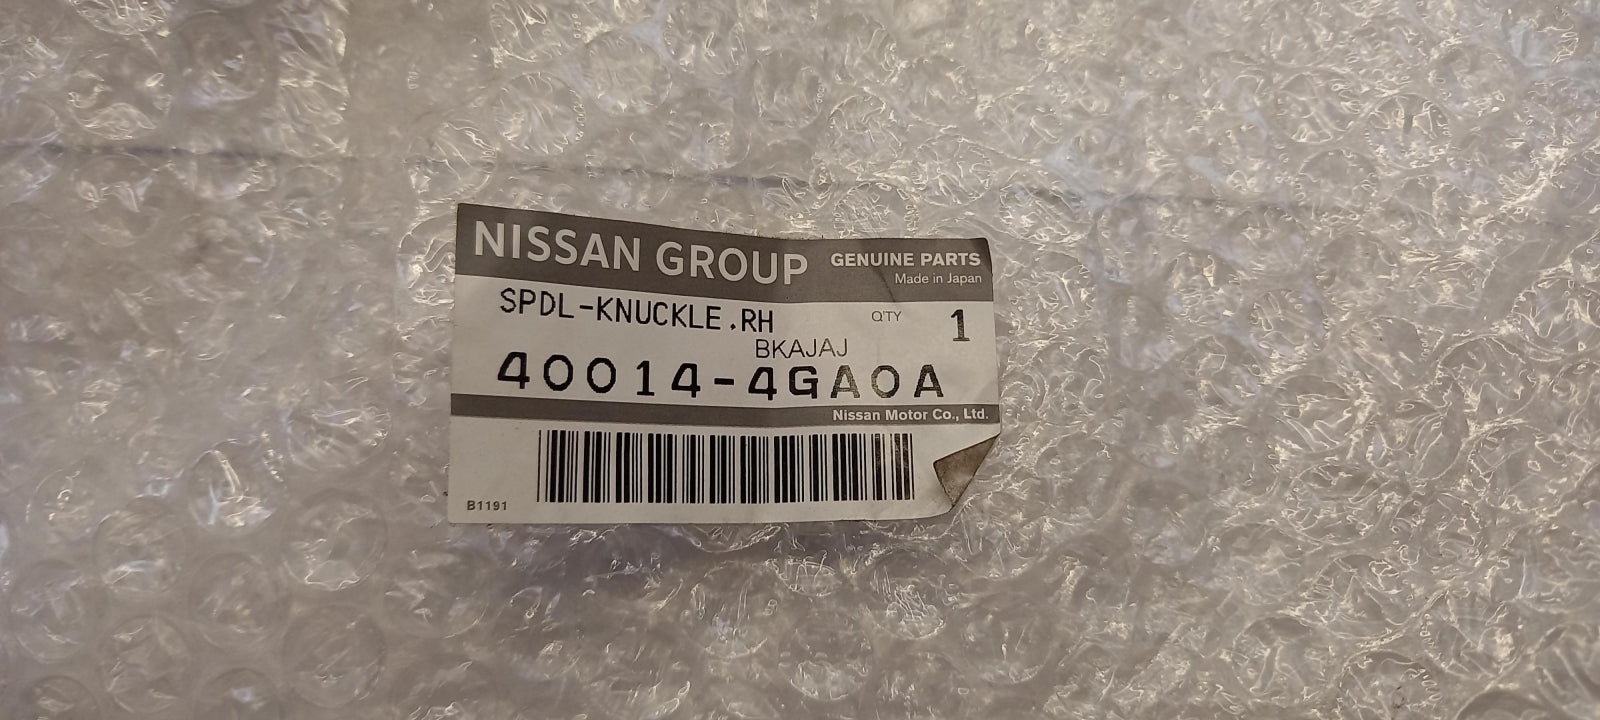 NISSAN GROUP
GENUINE PARTS
Made in Japan
SPDL-KNUCKLE.RH
Q'TY 1
BKAJAJ
40014-4GA0A
Nissan Motor Co., Ltd.
B1191